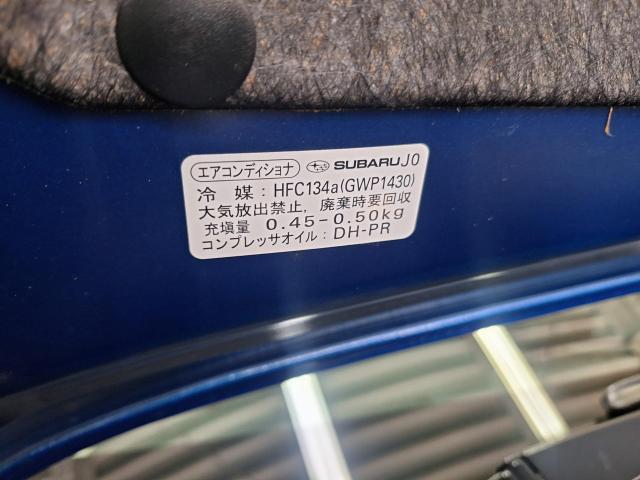 エアコンディショナ SUBARU J0
冷 媒 : HFC134a(GWP1430)
大気放出禁止, 廃棄時要回収
充填量 0.45-0.50kg
コンプレッサオイル : DH-PR